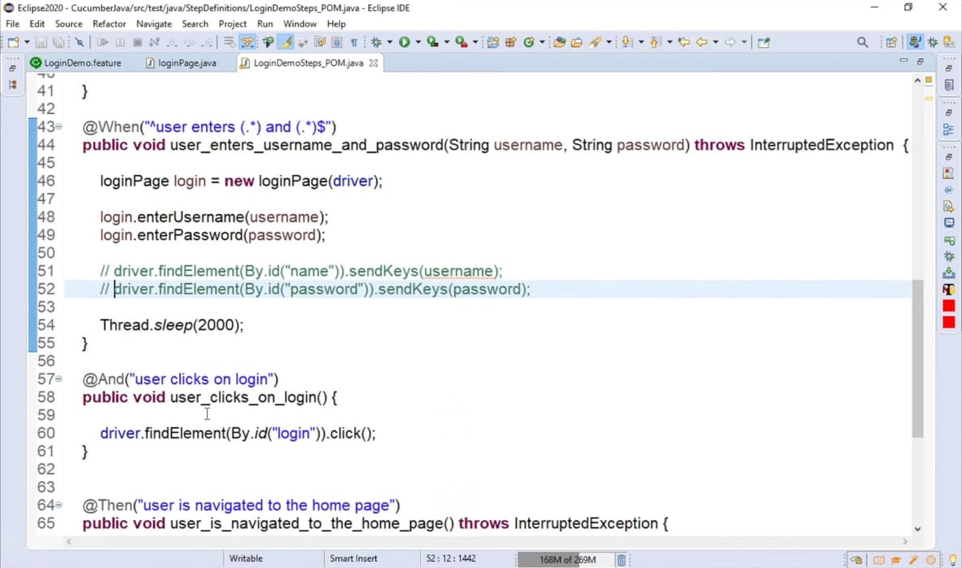 Eclipse2020 - CucumberJava/src/test/java/StepDefinitions/LoginDemoSteps_POM.java - Eclipse IDE
File Edit Source Refactor Navigate Search Project Run Window Help
LoginDemo.feature loginPage.java LoginDemoSteps_POM.java
40
41 }
42
43 @When("^user enters (.*) and (.*)$")
44 public void user_enters_username_and_password(String username, String password) throws InterruptedException {
45
46 loginPage login = new loginPage(driver);
47
48 login.enterUsername(username);
49 login.enterPassword(password);
50
51 // driver.findElement(By.id("name")).sendKeys(username);
52 // driver.findElement(By.id("password")).sendKeys(password);
53
54 Thread.sleep(2000);
55 }
56
57 @And("user clicks on login")
58 public void user_clicks_on_login() {
59
60 driver.findElement(By.id("login")).click();
61 }
62
63
64 @Then("user is navigated to the home page")
65 public void user_is_navigated_to_the_home_page() throws InterruptedException {
Writable Smart Insert 52 : 12 : 1442 168M of 269M